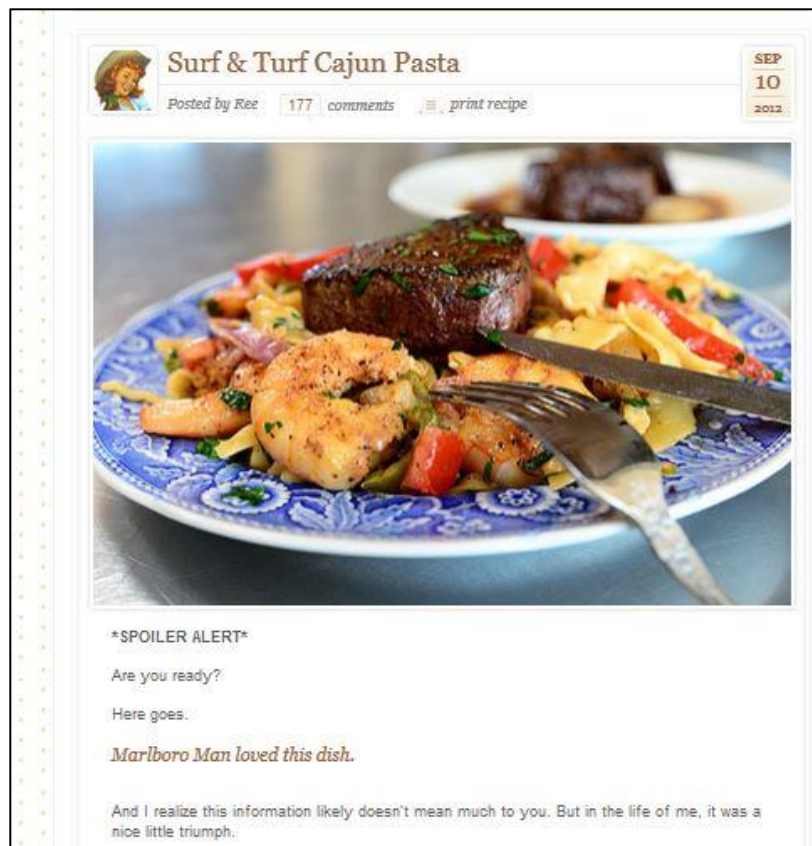 Surf & Turf Cajun Pasta
Posted by Ree 177 comments print recipe
SEP
10
2012
*SPOILER ALERT*
Are you ready?
Here goes.
Marlboro Man loved this dish.
And I realize this information likely doesn't mean much to you. But in the life of me, it was a
nice little triumph.